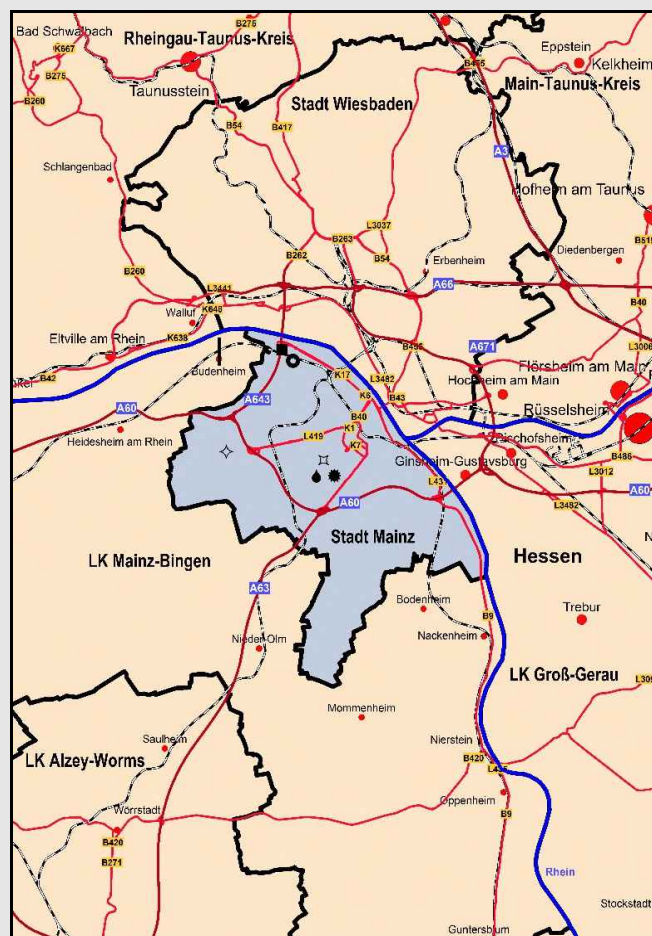 B275
Bad Schwalbach
K667
Rheingau-Taunus-Kreis
Eppstein
B275
B455
Kelkheim
Main-Taunus-Kreis
Taunusstein
Stadt Wiesbaden
B260
B54
B417
A3
Schlangenbad
Hofheim am Taunus
L3037
B519
B263
B262
B54
Erbenheim
Diedenbergen
B260
L3441
A66
B40
K648
Walluf
Eltville am Rhein
K638
B455
A671
L3006
B42
Budenheim
K17
L3482
Flörsheim am Main
Hochheim am Main
A643
K6
B43
A60
B40
Rüsselsheim
Heidesheim am Rhein
L419
K1
K7
Bischofsheim
B486
Ginsheim-Gustavsburg
L3012
L43
A60
A60
L3482
Stadt Mainz
LK Mainz-Bingen
Hessen
A63
Bodenheim
B9
Trebur
Nieder-Olm
Nackenheim
LK Groß-Gerau
Mommenheim
Saulheim
Nierstein
LK Alzey-Worms
B420
Oppenheim
Wörrstadt
B9
B420
B271
Rhein
Stockstadt
Guntersblum